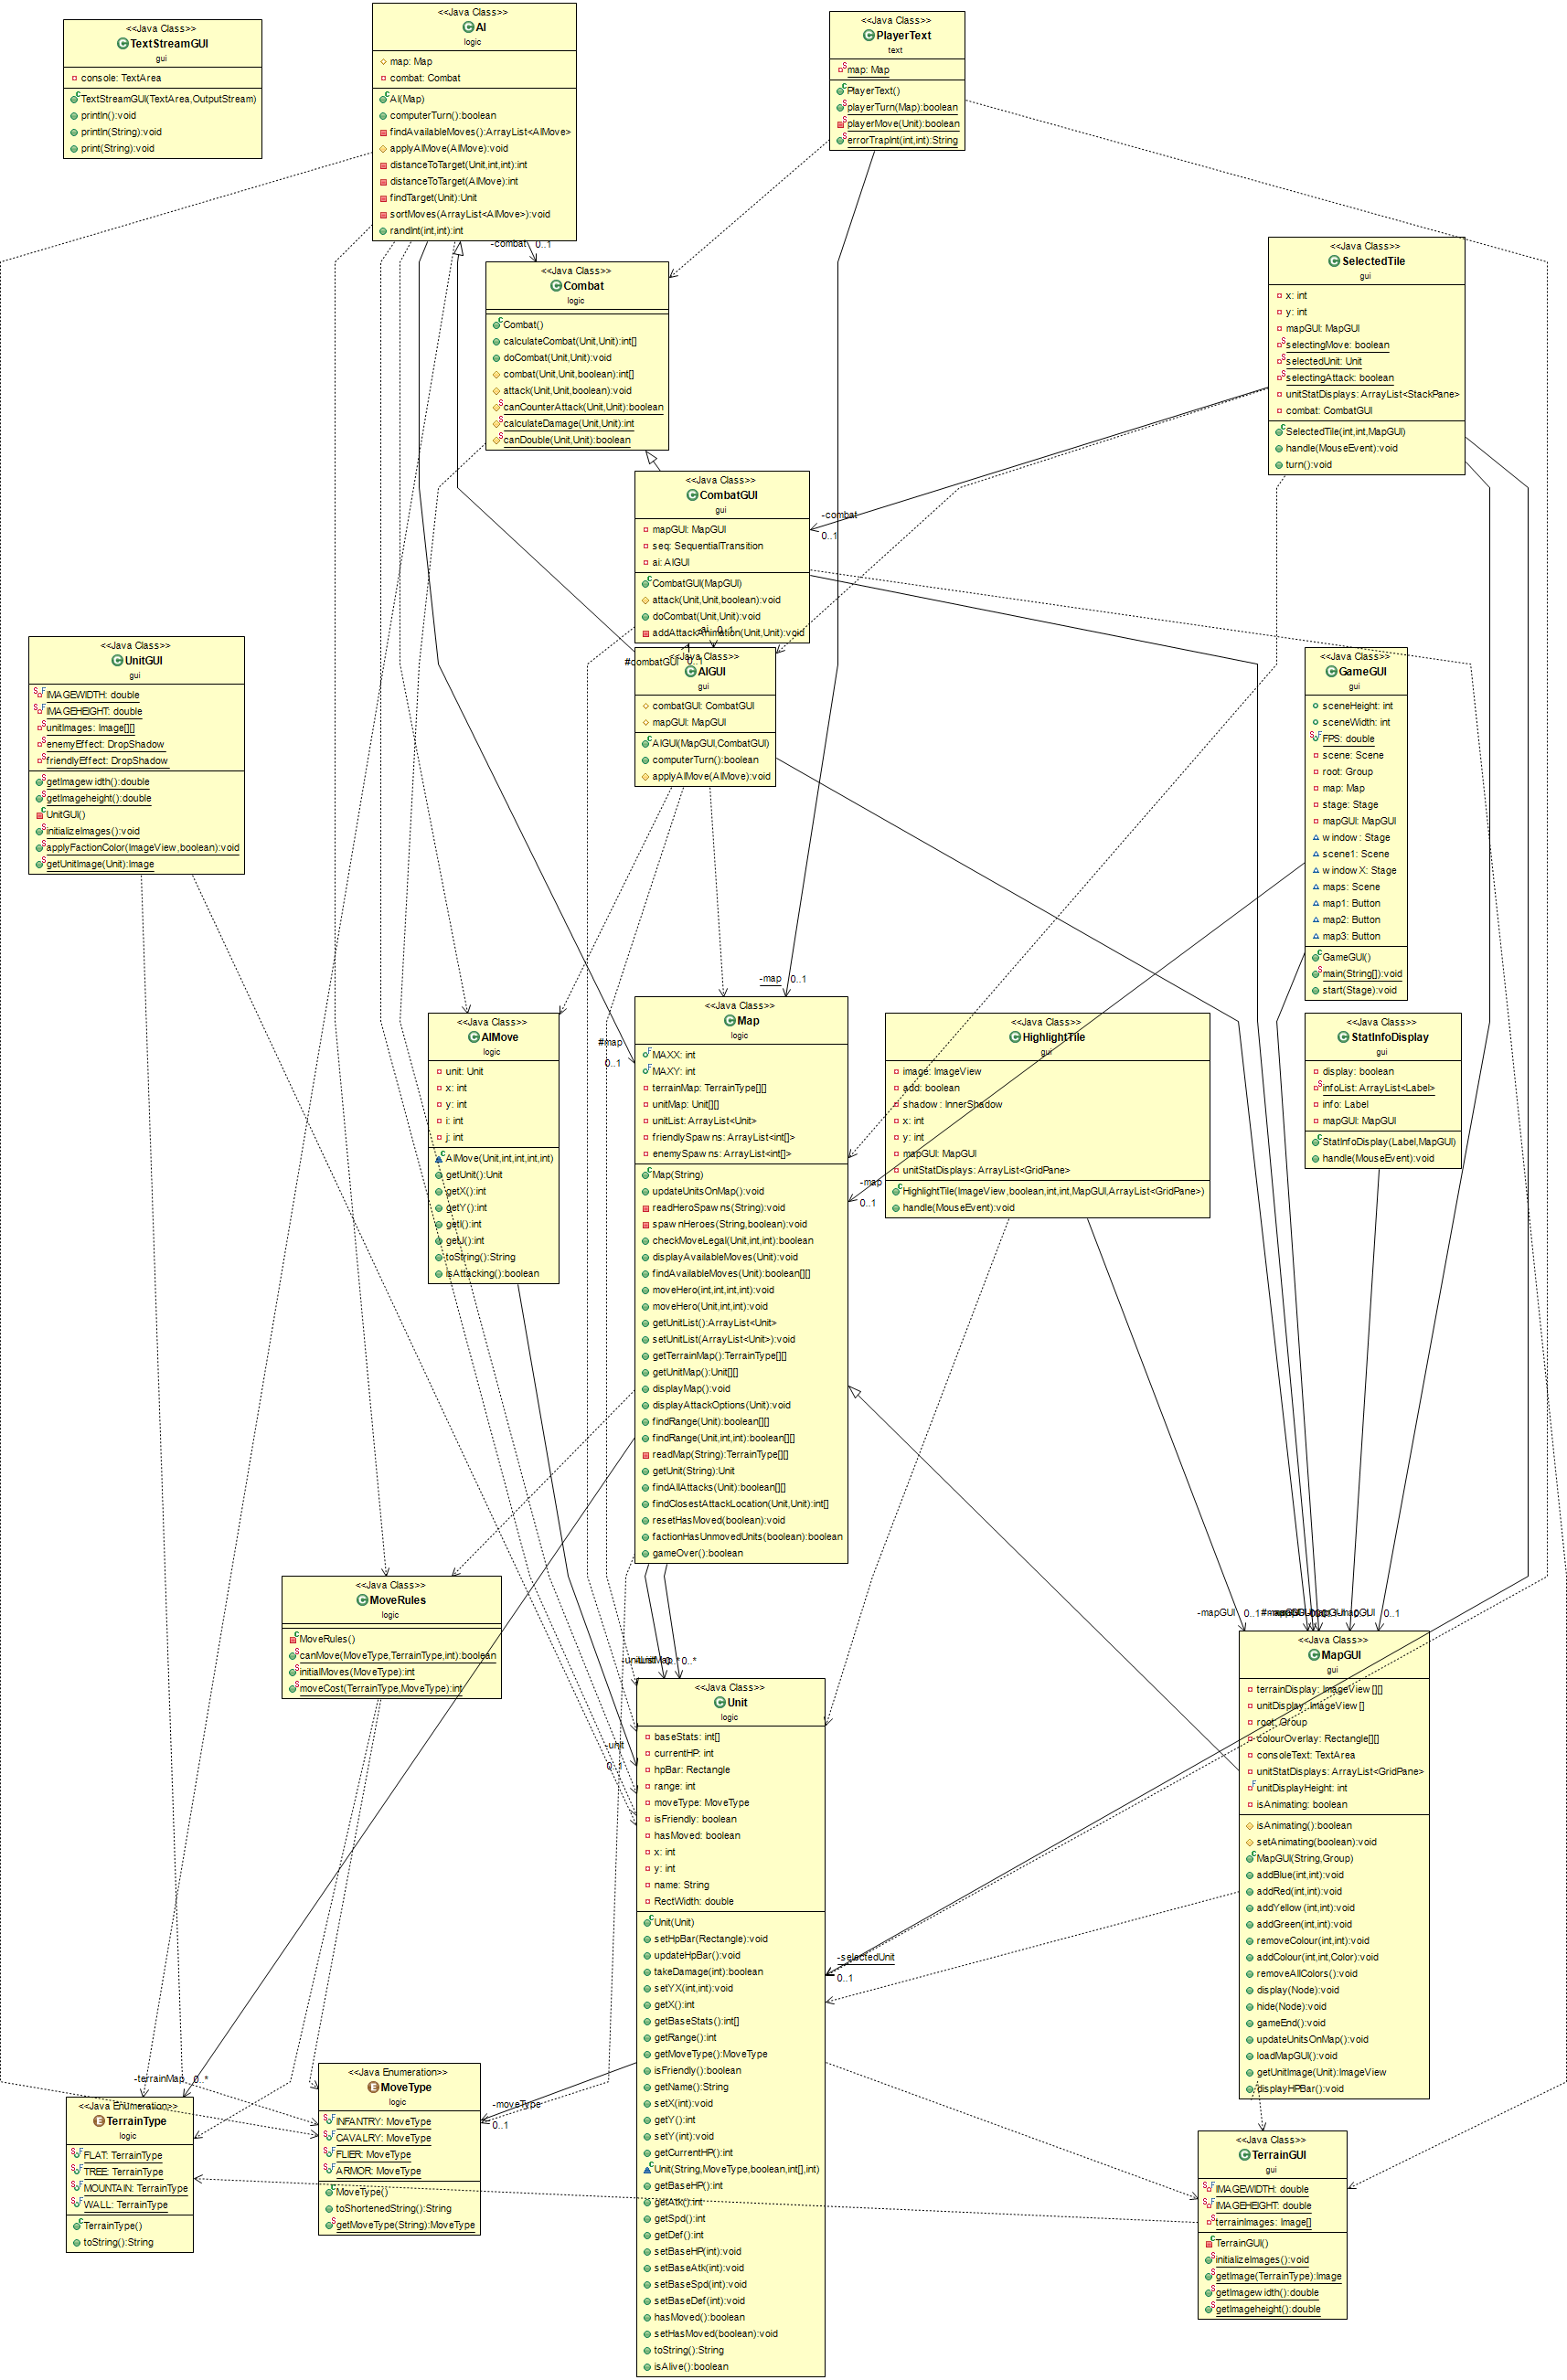 <<Java Class>>
TextStreamGUI
gui
console: TextArea
TextStreamGUI(TextArea,OutputStream)
println():void
println(String):void
print(String):void
<<Java Class>>
AI
logic
map: Map
combat: Combat
AI(Map)
computerTurn():boolean
findAvailableMoves():ArrayList<AIMove>
applyAIMove(AIMove):void
distanceToTarget(Unit,int,int):int
distanceToTarget(AIMove):int
findTarget(Unit):Unit
sortMoves(ArrayList<AIMove>):void
randInt(int,int):int
<<Java Class>>
PlayerText
text
map: Map
PlayerText()
playerTurn(Map):boolean
playerMove(Unit):boolean
errorTrapInt(int,int):String
-combat
0..1
<<Java Class>>
Combat
logic
Combat()
calculateCombat(Unit,Unit):int[]
doCombat(Unit,Unit):void
combat(Unit,Unit,boolean):int[]
attack(Unit,Unit,boolean):void
canCounterAttack(Unit,Unit):boolean
calculateDamage(Unit,Unit):int
canDouble(Unit,Unit):boolean
<<Java Class>>
SelectedTile
gui
x: int
y: int
mapGUI: MapGUI
selectingMove: boolean
selectedUnit: Unit
selectingAttack: boolean
unitStatDisplays: ArrayList<StackPane>
combat: CombatGUI
SelectedTile(int,int,MapGUI)
handle(MouseEvent):void
turn():void
<<Java Class>>
CombatGUI
gui
mapGUI: MapGUI
seq: SequentialTransition
ai: AIGUI
CombatGUI(MapGUI)
attack(Unit,Unit,boolean):void
doCombat(Unit,Unit):void
addAttackAnimation(Unit,Unit):void
-combat
0..1
-ai
0..1
#combatGUI
0..1
<<Java Class>>
AIGUI
gui
combatGUI: CombatGUI
mapGUI: MapGUI
AIGUI(MapGUI,CombatGUI)
computerTurn():boolean
applyAIMove(AIMove):void
<<Java Class>>
UnitGUI
gui
IMAGEWIDTH: double
IMAGEHEIGHT: double
unitImages: Image[][]
enemyEffect: DropShadow
friendlyEffect: DropShadow
getImagewidth():double
getImageheight():double
UnitGUI()
initializeImages():void
applyFactionColor(ImageView,boolean):void
getUnitImage(Unit):Image
<<Java Class>>
GameGUI
gui
sceneHeight: int
sceneWidth: int
FPS: double
scene: Scene
root: Group
map: Map
stage: Stage
mapGUI: MapGUI
window: Stage
scene1: Scene
windowX: Stage
maps: Scene
map1: Button
map2: Button
map3: Button
GameGUI()
main(String[]):void
start(Stage):void
-map
0..1
#map
0..1
<<Java Class>>
AIMove
logic
unit: Unit
x: int
y: int
i: int
j: int
AIMove(Unit,int,int,int,int)
getUnit():Unit
getX():int
getY():int
getI():int
getJ():int
toString():String
isAttacking():boolean
<<Java Class>>
Map
logic
MAXX: int
MAXY: int
terrainMap: TerrainType[][]
unitMap: Unit[][]
unitList: ArrayList<Unit>
friendlySpawns: ArrayList<int[]>
enemySpawns: ArrayList<int[]>
Map(String)
updateUnitsOnMap():void
readHeroSpawns(String):void
spawnHeroes(String,boolean):void
checkMoveLegal(Unit,int,int):boolean
displayAvailableMoves(Unit):void
findAvailableMoves(Unit):boolean[][]
moveHero(int,int,int,int):void
moveHero(Unit,int,int):void
getUnitList():ArrayList<Unit>
setUnitList(ArrayList<Unit>):void
getTerrainMap():TerrainType[][]
getUnitMap():Unit[][]
displayMap():void
displayAttackOptions(Unit):void
findRange(Unit):boolean[][]
findRange(Unit,int,int):boolean[][]
readMap(String):TerrainType[][]
getUnit(String):Unit
findAllAttacks(Unit):boolean[][]
findClosestAttackLocation(Unit,Unit):int[]
resetHasMoved(boolean):void
factionHasUnmovedUnits(boolean):boolean
gameOver():boolean
-map
0..1
<<Java Class>>
HighlightTile
gui
image: ImageView
add: boolean
shadow: InnerShadow
x: int
y: int
mapGUI: MapGUI
unitStatDisplays: ArrayList<GridPane>
HighlightTile(ImageView,boolean,int,int,MapGUI,ArrayList<GridPane>)
handle(MouseEvent):void
<<Java Class>>
StatInfoDisplay
gui
display: boolean
infoList: ArrayList<Label>
info: Label
mapGUI: MapGUI
StatInfoDisplay(Label,MapGUI)
handle(MouseEvent):void
<<Java Class>>
MoveRules
logic
MoveRules()
canMove(MoveType,TerrainType,int):boolean
initialMoves(MoveType):int
moveCost(TerrainType,MoveType):int
0..*
-unit
0..1
<<Java Class>>
Unit
logic
baseStats: int[]
currentHP: int
hpBar: Rectangle
range: int
moveType: MoveType
isFriendly: boolean
hasMoved: boolean
x: int
y: int
name: String
RectWidth: double
Unit(Unit)
setHpBar(Rectangle):void
updateHpBar():void
takeDamage(int):boolean
setYX(int,int):void
getX():int
getBaseStats():int[]
getRange():int
getMoveType():MoveType
isFriendly():boolean
getName():String
setX(int):void
getY():int
setY(int):void
getCurrentHP():int
Unit(String,MoveType,boolean,int[],int)
getBaseHP():int
getAtk():int
getSpd():int
getDef():int
setBaseHP(int):void
setBaseAtk(int):void
setBaseSpd(int):void
setBaseDef(int):void
hasMoved():boolean
setHasMoved(boolean):void
toString():String
isAlive():boolean
-selectedUnit
0..1
-mapGUI
0..1
0..1
<<Java Class>>
MapGUI
gui
terrainDisplay: ImageView[][]
unitDisplay: ImageView[]
root: Group
colourOverlay: Rectangle[][]
consoleText: TextArea
unitStatDisplays: ArrayList<GridPane>
unitDisplayHeight: int
isAnimating: boolean
isAnimating():boolean
setAnimating(boolean):void
MapGUI(String,Group)
addBlue(int,int):void
addRed(int,int):void
addYellow(int,int):void
addGreen(int,int):void
removeColour(int,int):void
addColour(int,int,Color):void
removeAllColors():void
display(Node):void
hide(Node):void
gameEnd():void
updateUnitsOnMap():void
loadMapGUI():void
getUnitImage(Unit):ImageView
displayHPBar():void
-terrainMap
0..*
<<Java Enumeration>>
TerrainType
logic
FLAT: TerrainType
TREE: TerrainType
MOUNTAIN: TerrainType
WALL: TerrainType
TerrainType()
toString():String
<<Java Enumeration>>
MoveType
logic
INFANTRY: MoveType
CAVALRY: MoveType
FLIER: MoveType
ARMOR: MoveType
MoveType()
toShortenedString():String
getMoveType(String):MoveType
-moveType
0..1
<<Java Class>>
TerrainGUI
gui
IMAGEWIDTH: double
IMAGEHEIGHT: double
terrainImages: Image[]
TerrainGUI()
initializeImages():void
getImage(TerrainType):Image
getImagewidth():double
getImageheight():double